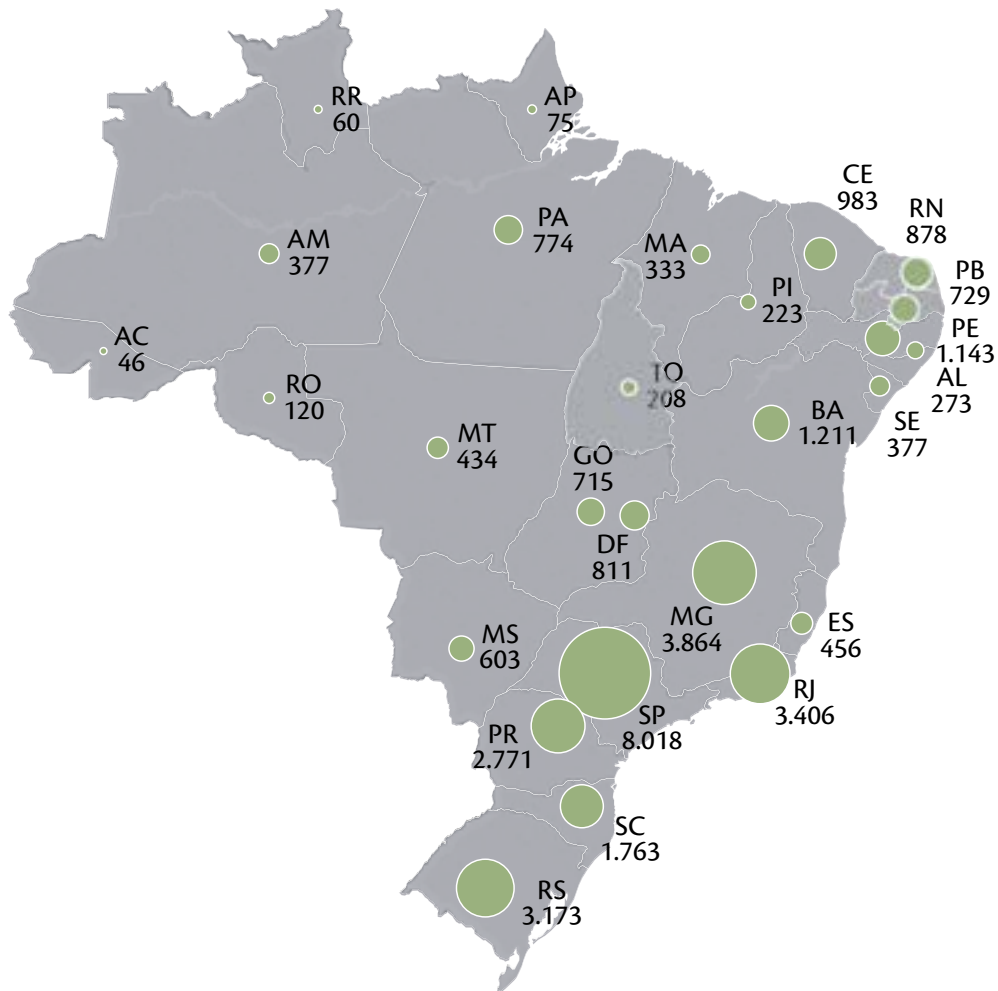 RR
60
AP
75
CE
983
RN
878
PA
774
AM
377
MA
333
PB
729
PI
223
PE
1.143
AC
46
TO
208
AL
273
RO
120
BA
1.211
SE
377
MT
434
GO
715
DF
811
MG
3.864
ES
456
MS
603
RJ
3.406
SP
8.018
PR
2.771
SC
1.763
RS
3.173